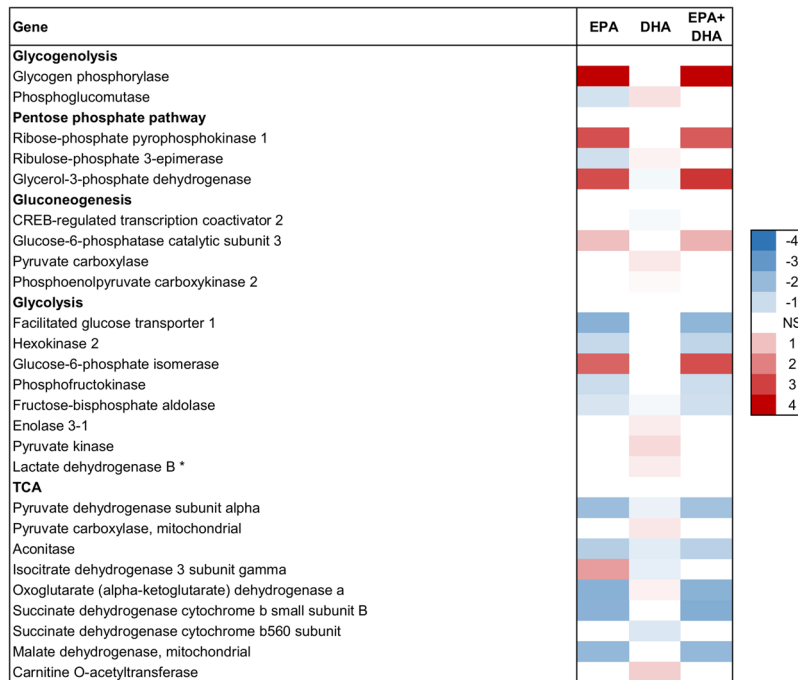 Gene EPA DHA EPA+
DHA
Glycogenolysis
Glycogen phosphorylase
Phosphoglucomutase
Pentose phosphate pathway
Ribose-phosphate pyrophosphokinase 1
Ribulose-phosphate 3-epimerase
Glycerol-3-phosphate dehydrogenase
Gluconeogenesis
CREB-regulated transcription coactivator 2
Glucose-6-phosphatase catalytic subunit 3
Pyruvate carboxylase
Phosphoenolpyruvate carboxykinase 2
Glycolysis
Facilitated glucose transporter 1
Hexokinase 2
Glucose-6-phosphate isomerase
Phosphofructokinase
Fructose-bisphosphate aldolase
Enolase 3-1
Pyruvate kinase
Lactate dehydrogenase B *
TCA
Pyruvate dehydrogenase subunit alpha
Pyruvate carboxylase, mitochondrial
Aconitase
Isocitrate dehydrogenase 3 subunit gamma
Oxoglutarate (alpha-ketoglutarate) dehydrogenase a
Succinate dehydrogenase cytochrome b small subunit B
Succinate dehydrogenase cytochrome b560 subunit
Malate dehydrogenase, mitochondrial
Carnitine O-acetyltransferase
-4
-3
-2
-1
NS
1
2
3
4